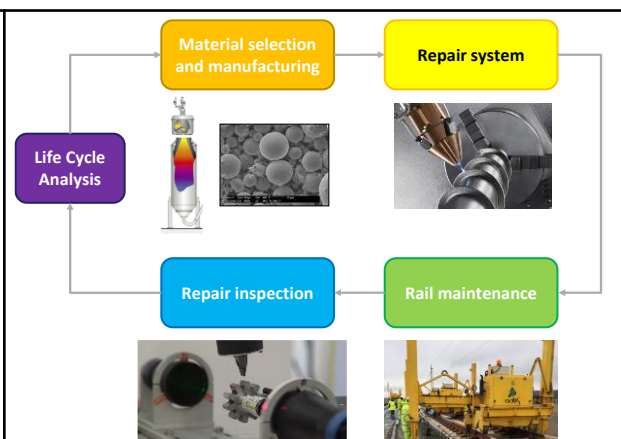 Material selection
and manufacturing
Repair system
Life Cycle
Analysis
Repair inspection
Rail maintenance